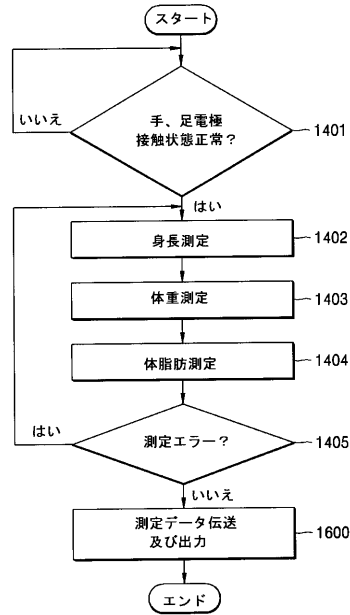 スタート
いいえ
手、足電極
接触状態正常?
1401
はい
身長測定
1402
体重測定
1403
体脂肪測定
1404
はい
測定エラー?
1405
いいえ
測定データ伝送
及び出力
1600
エンド